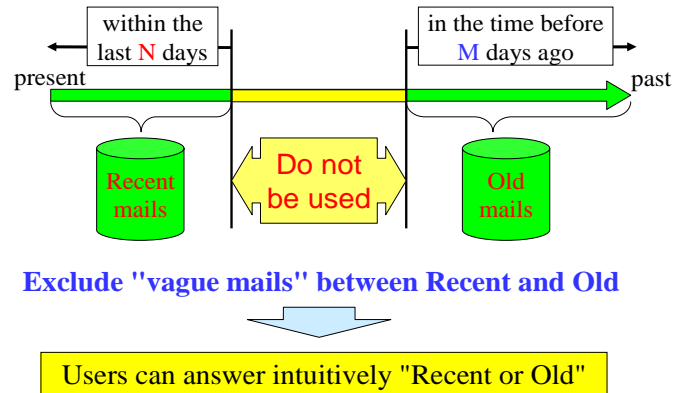 within the
last N days
in the time before
M days ago
present
past
Recent
mails
Do not
be used
Old
mails
Exclude "vague mails" between Recent and Old
Users can answer intuitively "Recent or Old"